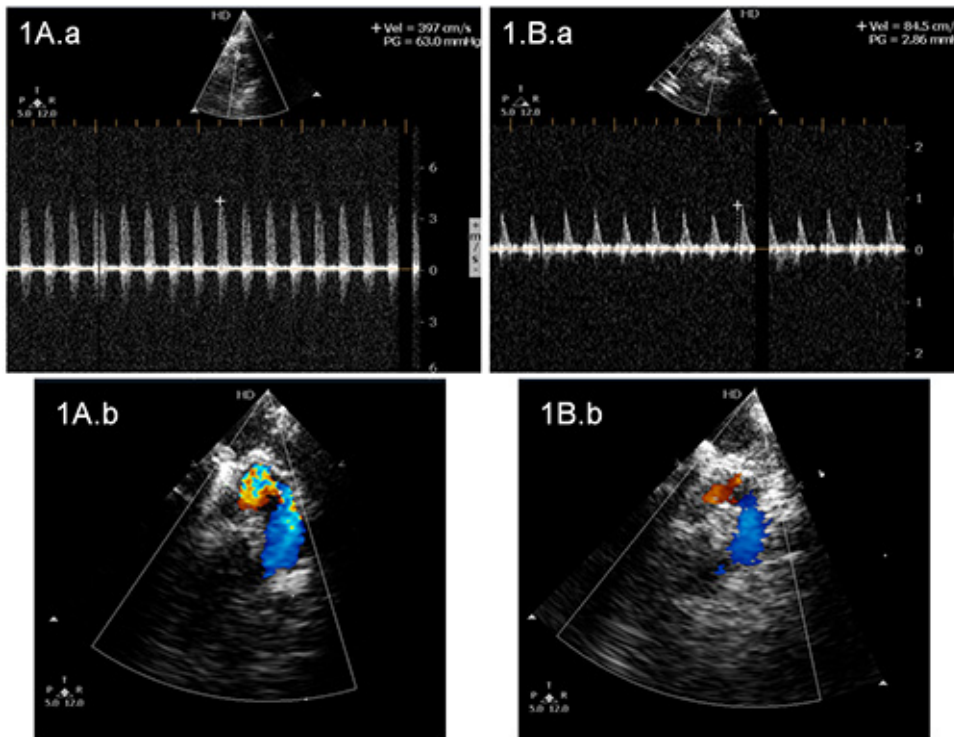 1A.a
HD
+ Vel = 397 cm/s
PG = 63.0 mmHg
T
P R
5.0 12.0
6
3
0
3
6
+
m
/
s
-
1.B.a
HD
+ Vel = 84.5 cm/s
PG = 2.86 mmH
T
P R
5.0 12.0
2
1
0
1
2
1A.b
HD
T
P R
5.0 12.0
1B.b
HD
T
P R
5.0 12.0